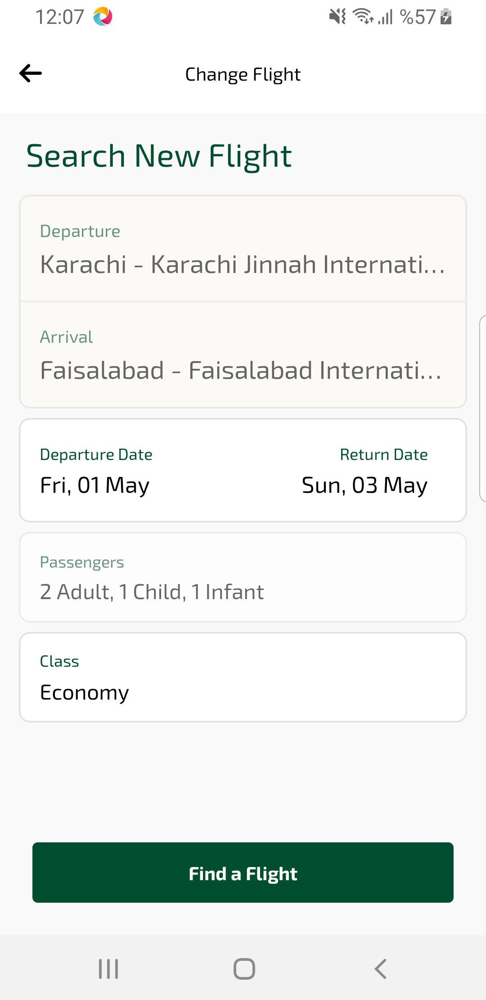 12:07 %57
Change Flight
Search New Flight
Departure
Karachi - Karachi Jinnah Internati...
Arrival
Faisalabad - Faisalabad Internati...
Departure Date Return Date
Fri, 01 May Sun, 03 May
Passengers
2 Adult, 1 Child, 1 Infant
Class
Economy
Find a Flight